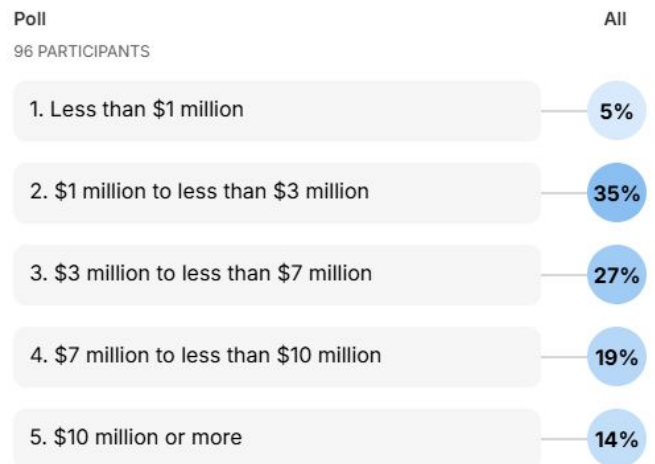 Poll All
96 PARTICIPANTS
1. Less than $1 million 5%
2. $1 million to less than $3 million 35%
3. $3 million to less than $7 million 27%
4. $7 million to less than $10 million 19%
5. $10 million or more 14%